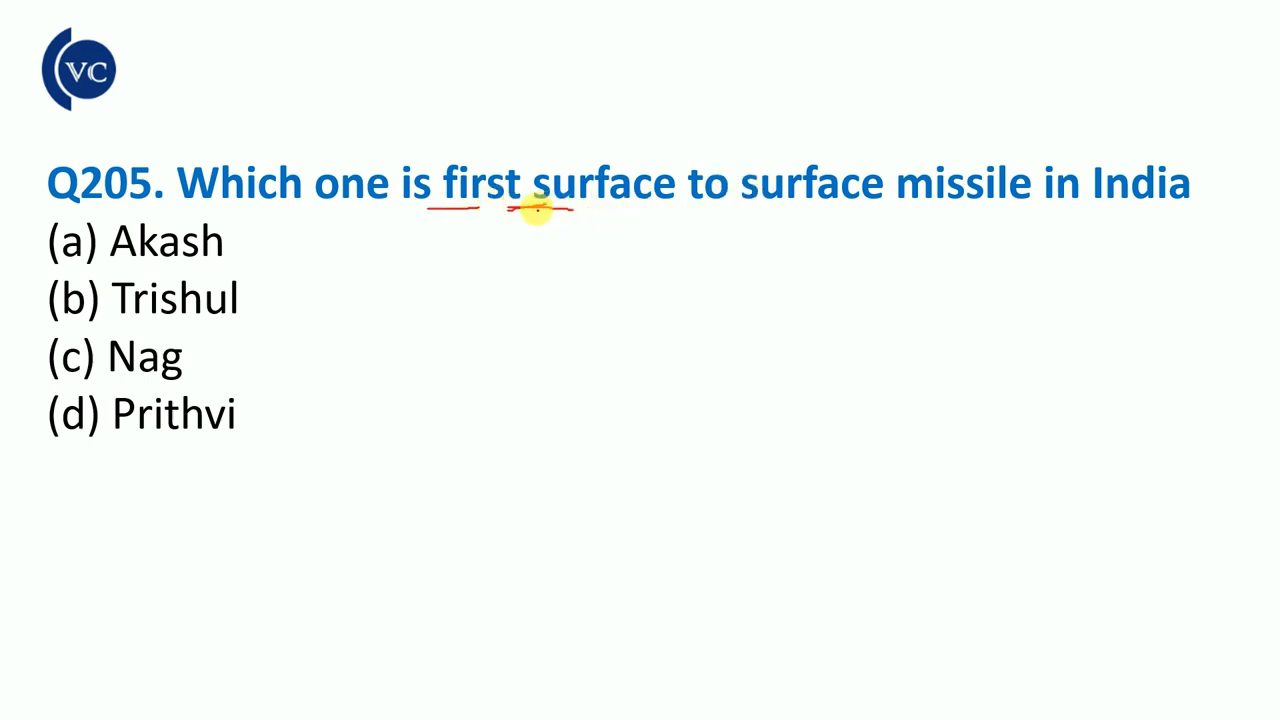 VC
Q205. Which one is first surface to surface missile in India
(a) Akash
(b) Trishul
(c) Nag
(d) Prithvi